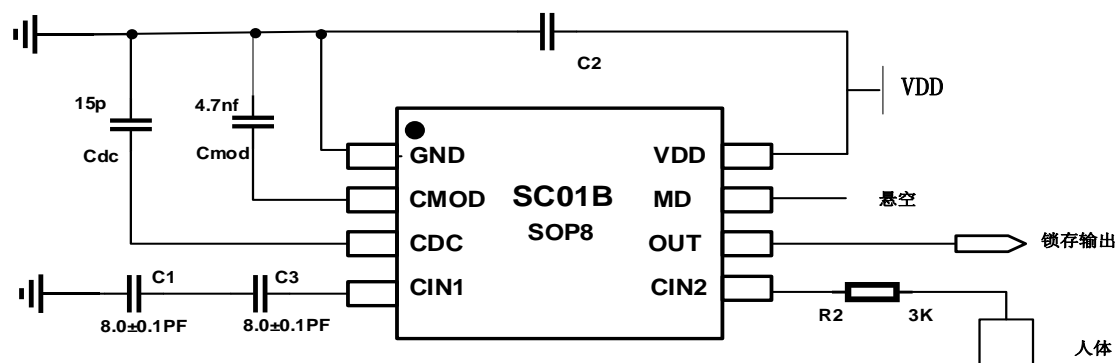 C2
VDD
15p
4.7nf
Cdc
Cmod
GND
VDD
CMOD
SC01B
MD
悬空
SOP8
CDC
OUT
锁存输出
C1
C3
CIN1
CIN2
8.0±0.1PF
8.0±0.1PF
R2
3K
人体